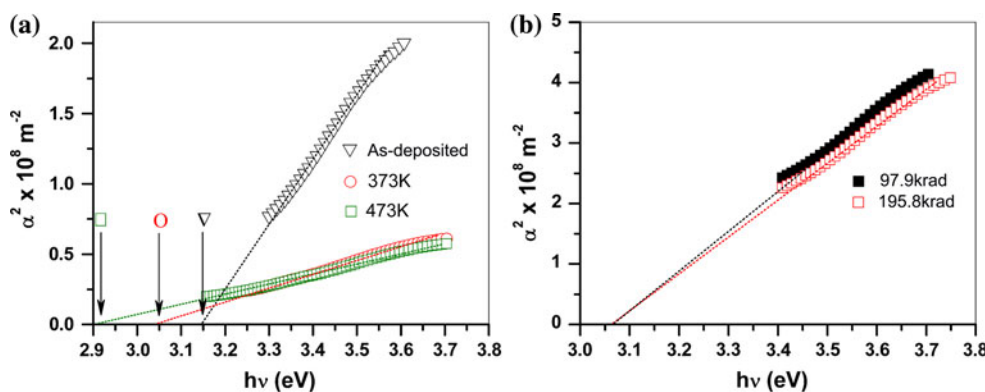 (a)
α² x 10⁸ m⁻²
2.0
1.5
1.0
0.5
0.0
As-deposited
373K
473K
O
2.9 3.0 3.1 3.2 3.3 3.4 3.5 3.6 3.7 3.8
hν (eV)
(b)
α² x 10⁸ m⁻²
5
4
3
2
1
0
97.9krad
195.8krad
3.0 3.1 3.2 3.3 3.4 3.5 3.6 3.7 3.8
hν (eV)